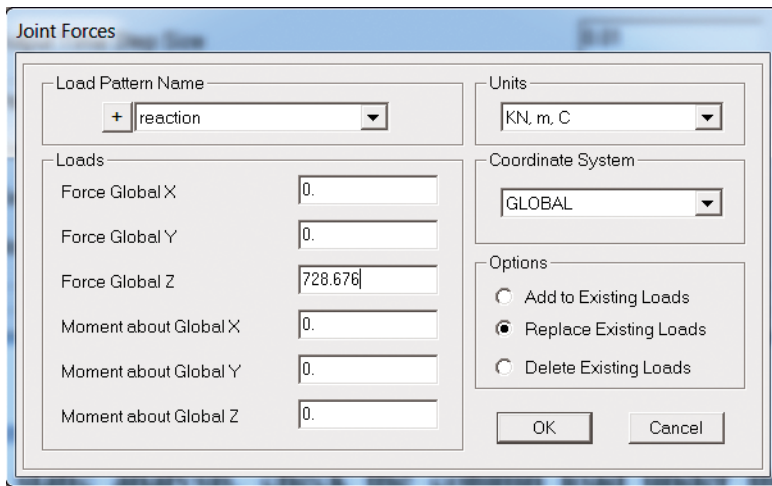 Joint Forces
Load Pattern Name
+ reaction
Units
KN, m, C
Loads
Force Global X 0.
Force Global Y 0.
Force Global Z 728.676
Moment about Global X 0.
Moment about Global Y 0.
Moment about Global Z 0.
Coordinate System
GLOBAL
Options
Add to Existing Loads
Replace Existing Loads
Delete Existing Loads
OK Cancel